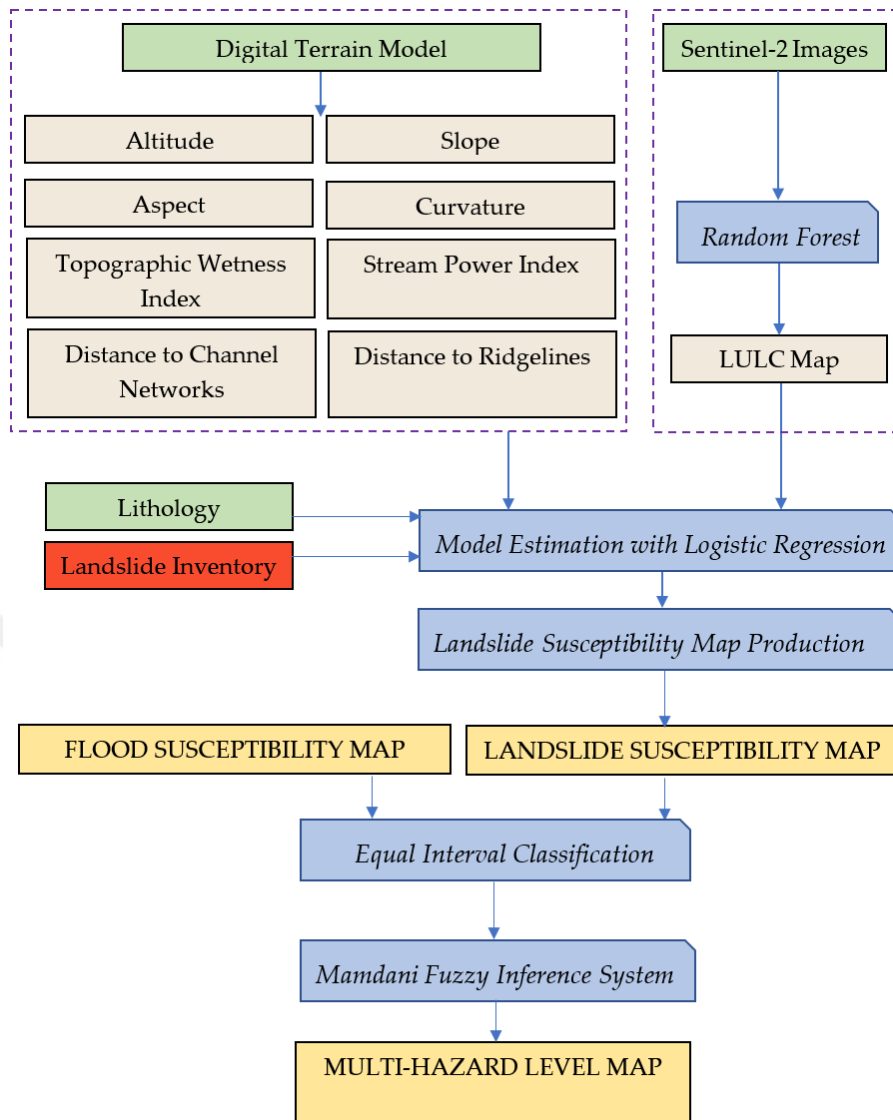 Digital Terrain Model
Sentinel-2 Images
Altitude
Slope
Aspect
Curvature
Random Forest
Topographic Wetness
Index
Stream Power Index
Distance to Channel
Networks
Distance to Ridgelines
LULC Map
Lithology
Model Estimation with Logistic Regression
Landslide Inventory
Landslide Susceptibility Map Production
FLOOD SUSCEPTIBILITY MAP
LANDSLIDE SUSCEPTIBILITY MAP
Equal Interval Classification
Mamdani Fuzzy Inference System
MULTI-HAZARD LEVEL MAP